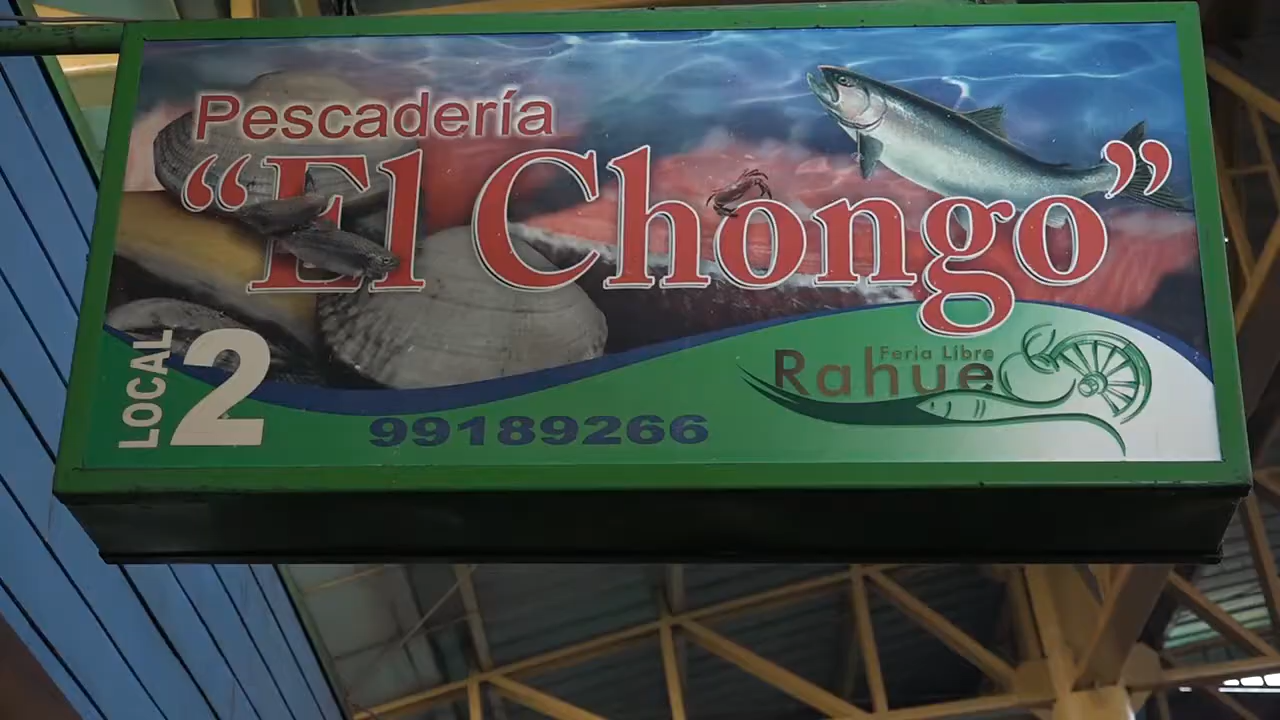 Pescadería
“El Chongo”
LOCAL 2
99189266
Feria Libre
Rahue